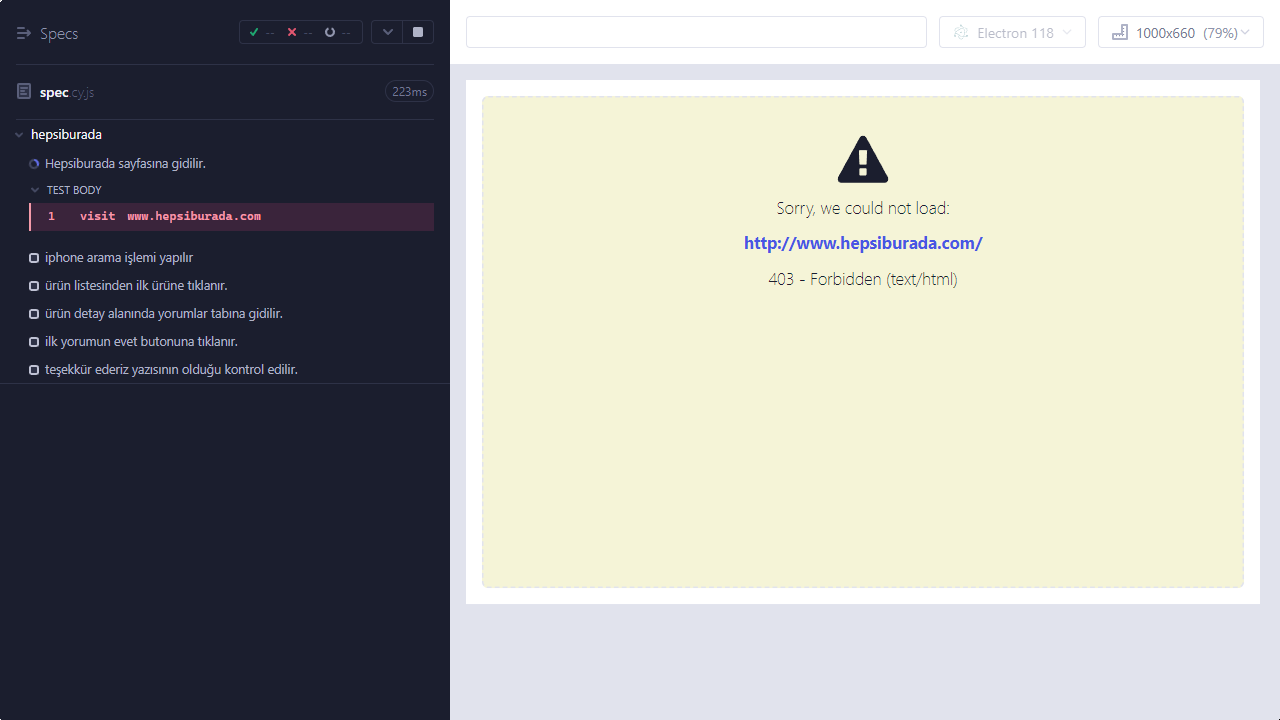 Specs
-- -- --
spec.cy.js 223ms
hepsiburada
Hepsiburada sayfasına gidilir.
TEST BODY
1 visit www.hepsiburada.com
iphone arama işlemi yapılır
ürün listesinden ilk ürüne tıklanır.
ürün detay alanında yorumlar tabına gidilir.
ilk yorumun evet butonuna tıklanır.
teşekkür ederiz yazısının olduğu kontrol edilir.
Electron 118
1000x660 (79%)
Sorry, we could not load:
http://www.hepsiburada.com/
403 - Forbidden (text/html)